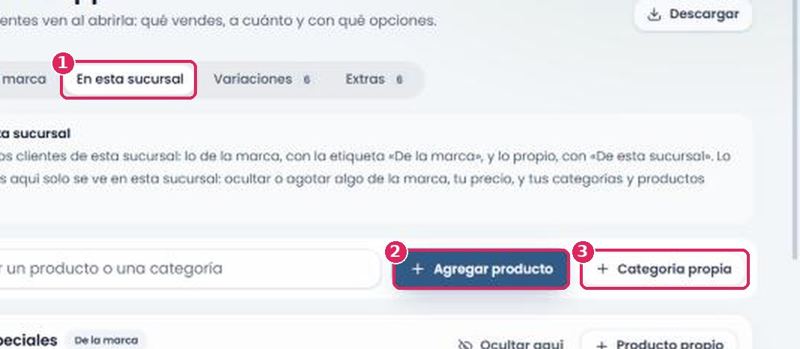 entes ven al abrirla: qué vendes, a cuánto y con qué opciones.
Descargar
1
marca En esta sucursal Variaciones 6 Extras 6
ta sucursal
os clientes de esta sucursal: lo de la marca, con la etiqueta «De la marca», y lo propio, con «De esta sucursal». Lo
s aquí solo se ve en esta sucursal: ocultar o agotar algo de la marca, tu precio, y tus categorías y productos
2 3
r un producto o una categoría + Agregar producto + Categoría propia
peciales De la marca Ocultar aquí + Producto propio